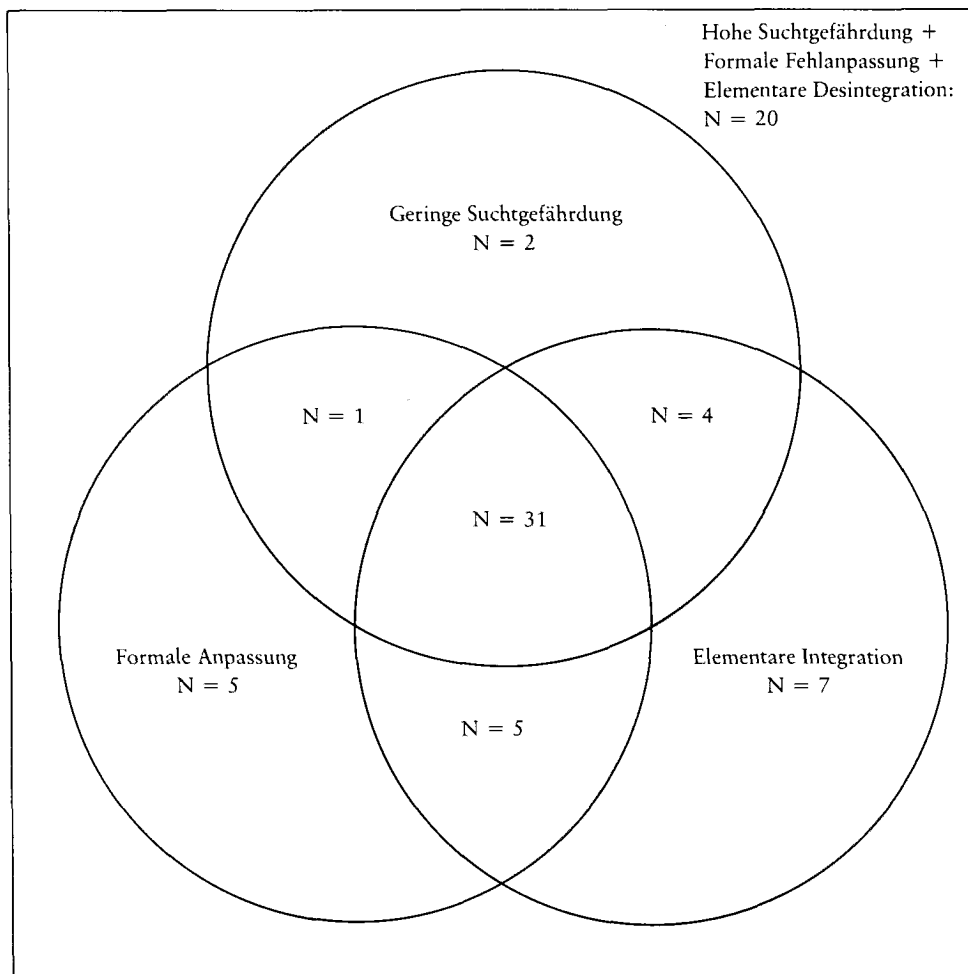 Hohe Suchtgefährdung +
Formale Fehlanpassung +
Elementare Desintegration:
N = 20
Geringe Suchtgefährdung
N = 2
N = 1
N = 4
N = 31
Formale Anpassung
N = 5
Elementare Integration
N = 7
N = 5